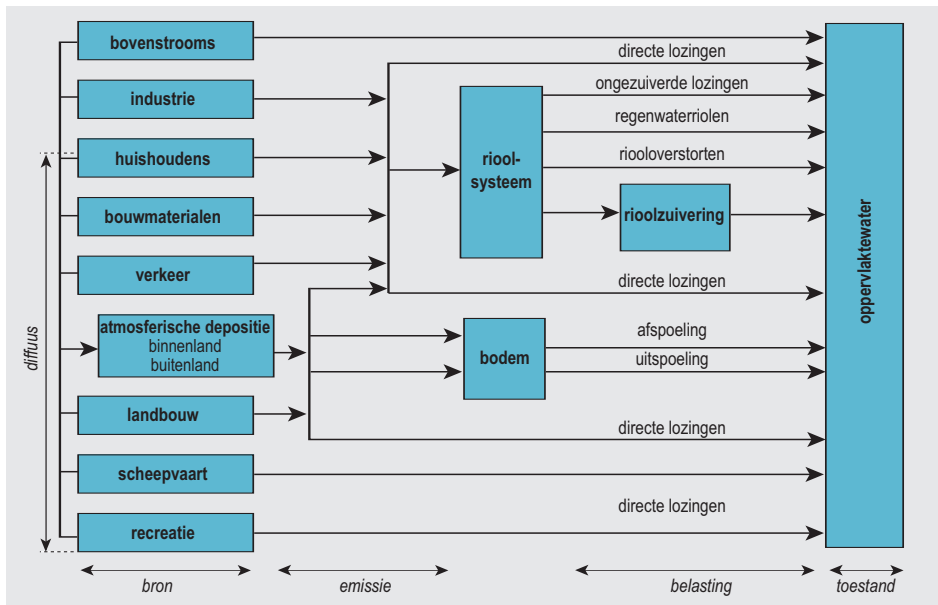 bovenstrooms
industrie
huishoudens
bouwmaterialen
verkeer
atmosferische depositie
binnenland
buitenland
landbouw
scheepvaart
recreatie
diffuus
riool-
systeem
rioolzuivering
bodem
directe lozingen
ongezuiverde lozingen
regenwaterriolen
riooloverstorten
directe lozingen
afspoeling
uitspoeling
directe lozingen
directe lozingen
oppervlaktewater
bron
emissie
belasting
toestand